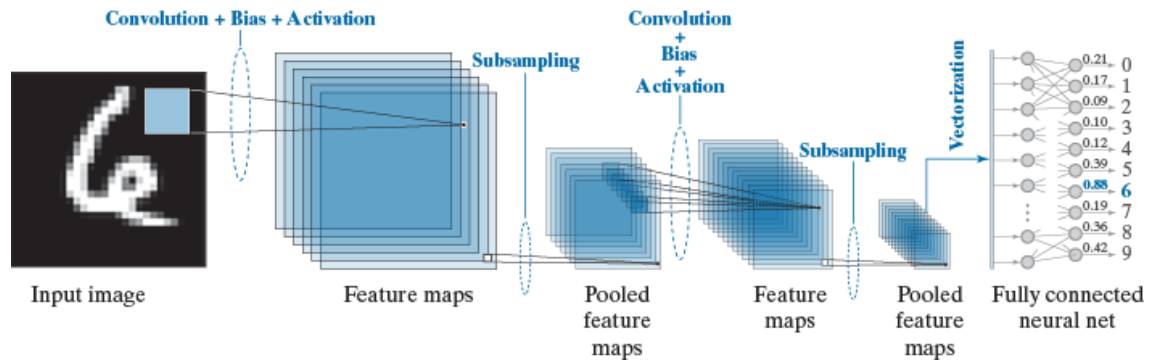 Convolution + Bias + Activation
Subsampling
Convolution
+
Bias
+
Activation
Subsampling
Vectorization
0.21 0
0.17 1
0.09 2
0.10 3
0.12 4
0.39 5
0.88 6
0.19 7
0.36 8
0.42 9
Input image
Feature maps
Pooled
feature
maps
Feature
maps
Pooled
feature
maps
Fully connected
neural net